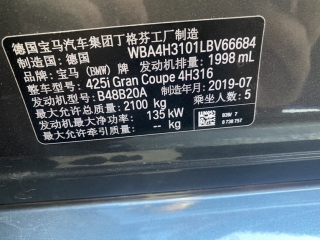 德国宝马汽车集团丁格芬工厂制造
制造国：德国 WBA4H3101LBV66684
品牌：宝马（BMW）牌 发动机排量：1998 mL
整车型号：425i Gran Coupe 4H316
发动机型号：B48B20A 制造年月：2019-07
最大允许总质量：2100 kg 乘坐人数：5
发动机最大净功率：135 kW
最大允许牵引质量：-- kg